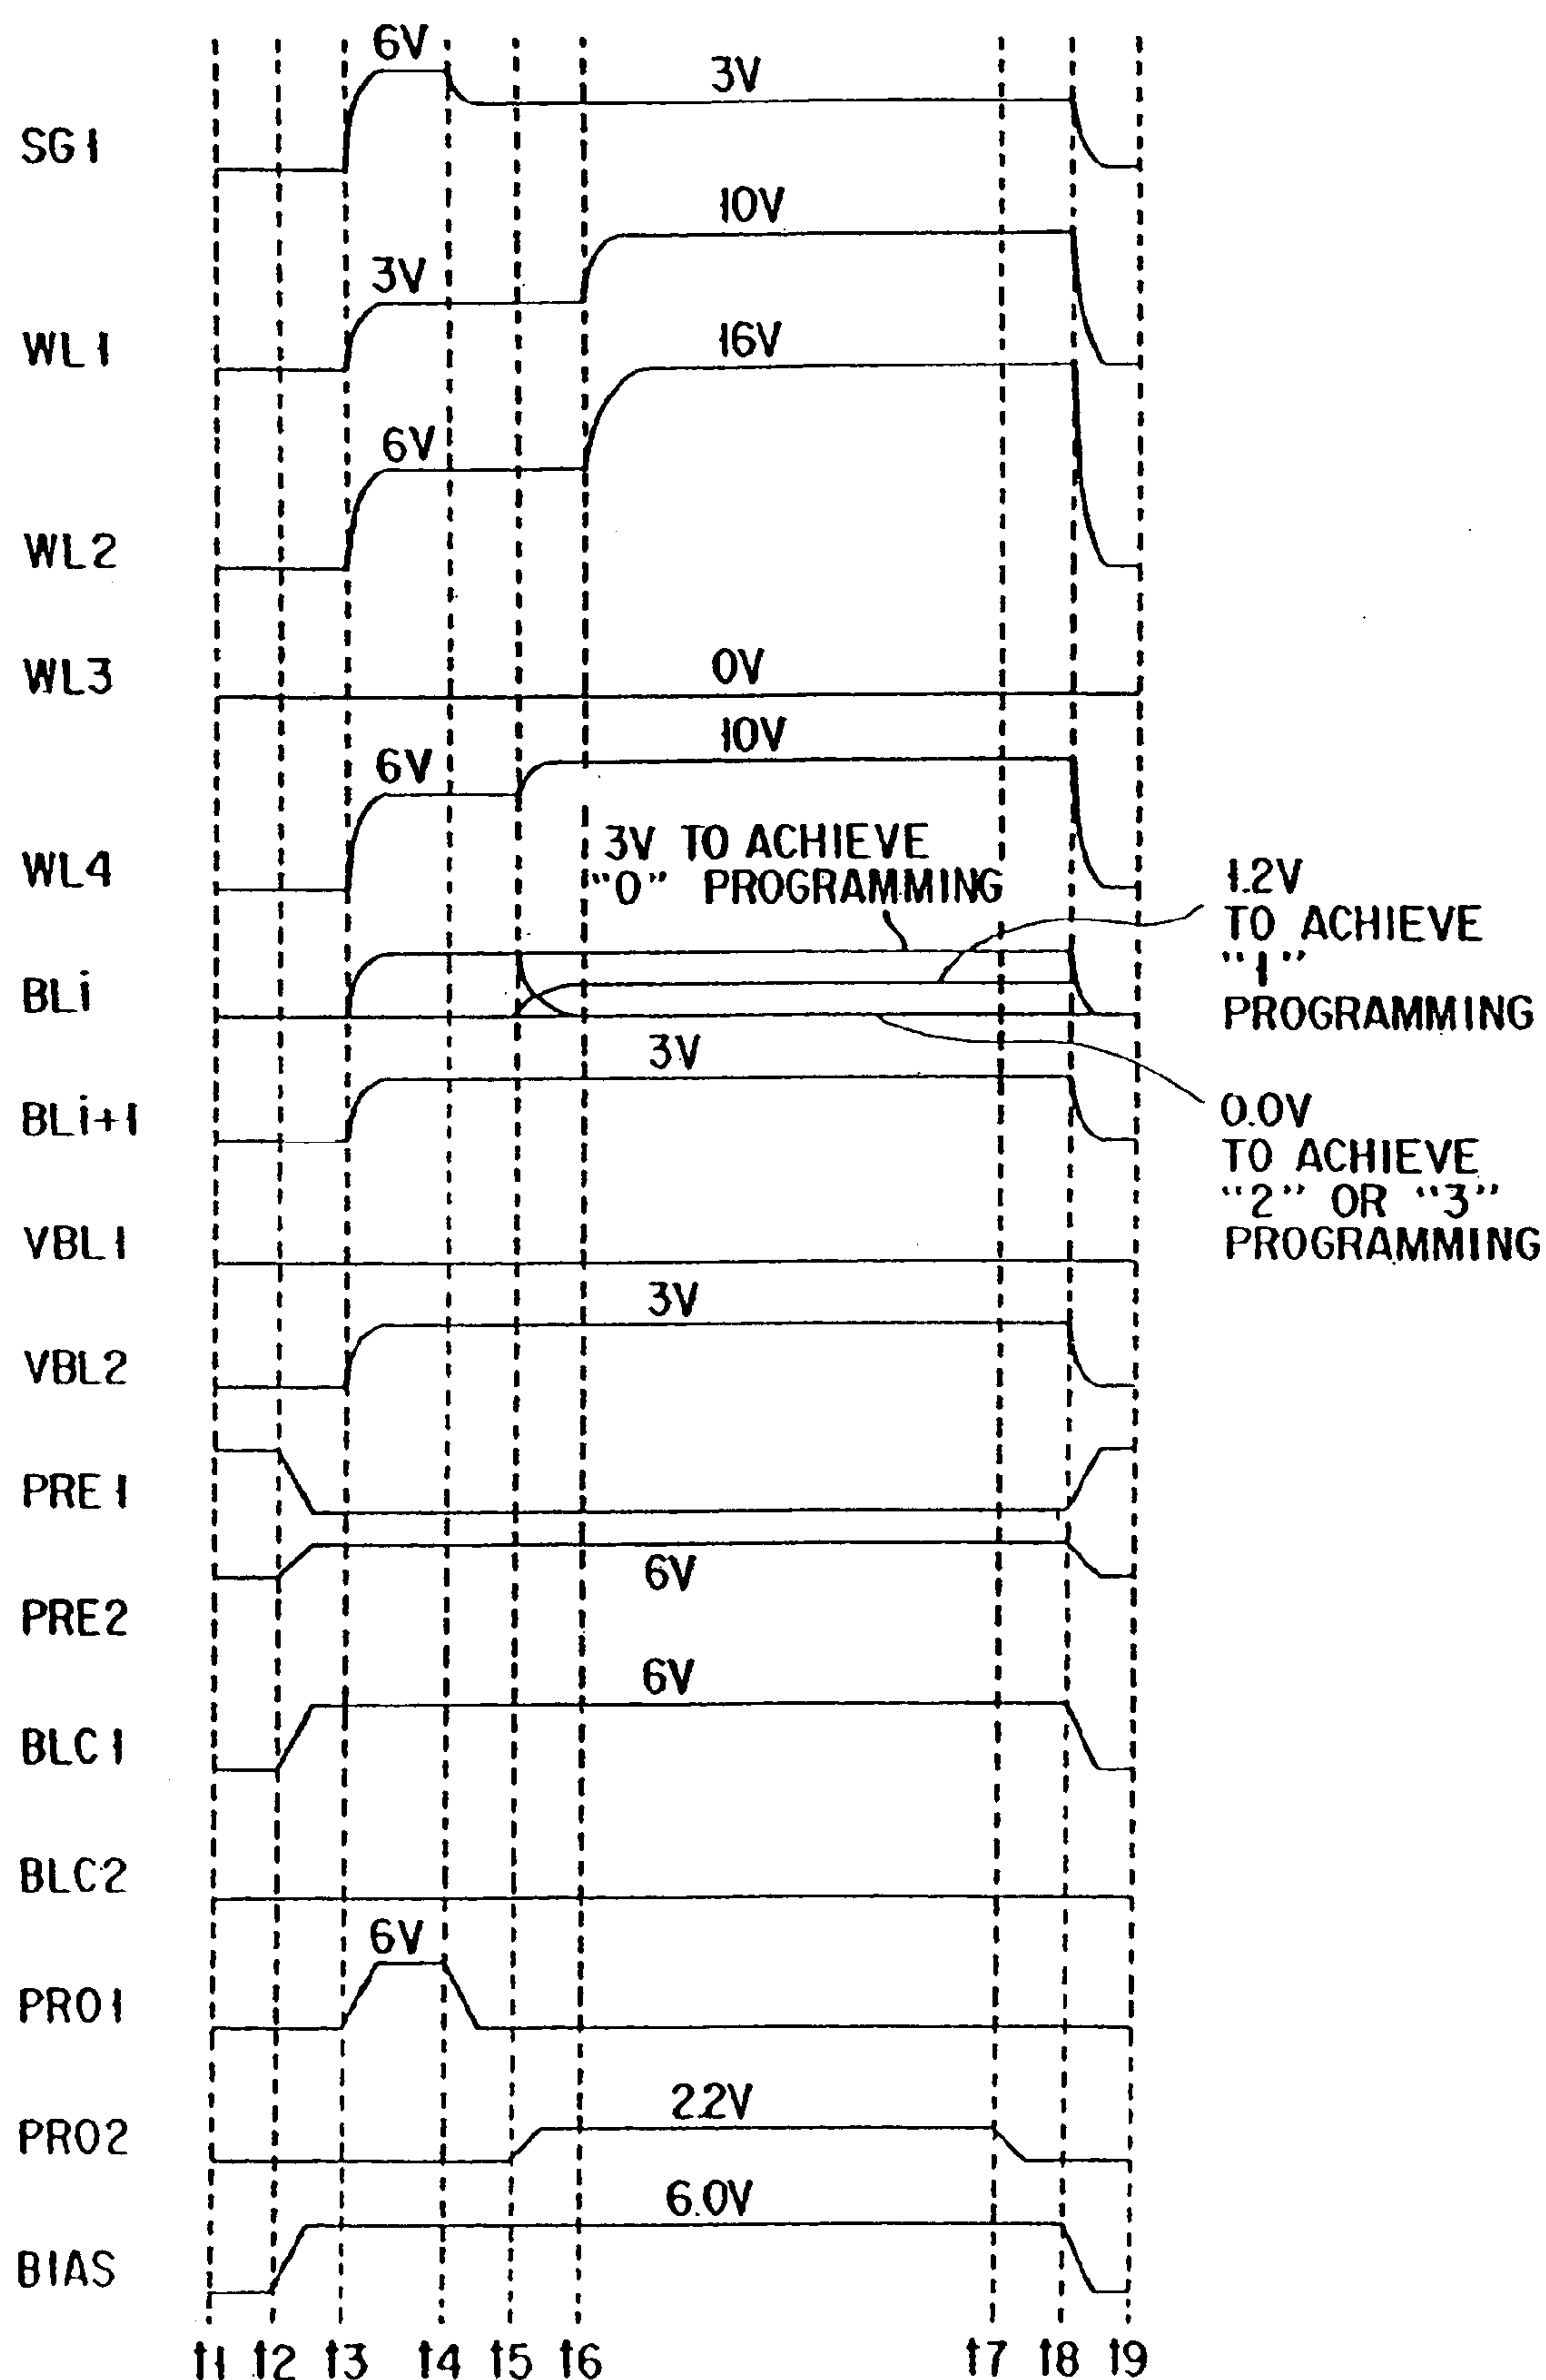 6V
3V
SG1
10V
3V
WL1
16V
6V
WL2
0V
WL3
10V
6V
WL4
3V TO ACHIEVE
"0" PROGRAMMING
1.2V
TO ACHIEVE
"1"
PROGRAMMING
BLi
3V
BLi+1
0.0V
TO ACHIEVE
"2" OR "3"
PROGRAMMING
VBL1
3V
VBL2
PRE1
6V
PRE2
6V
BLC1
BLC2
6V
PRO1
2.2V
PRO2
6.0V
BIAS
t1 t2 t3 t4 t5 t6 t7 t8 t9